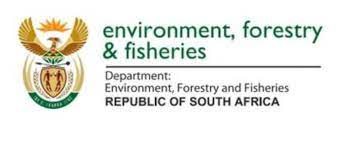 environment, forestry
& fisheries
Department:
Environment, Forestry and Fisheries
REPUBLIC OF SOUTH AFRICA